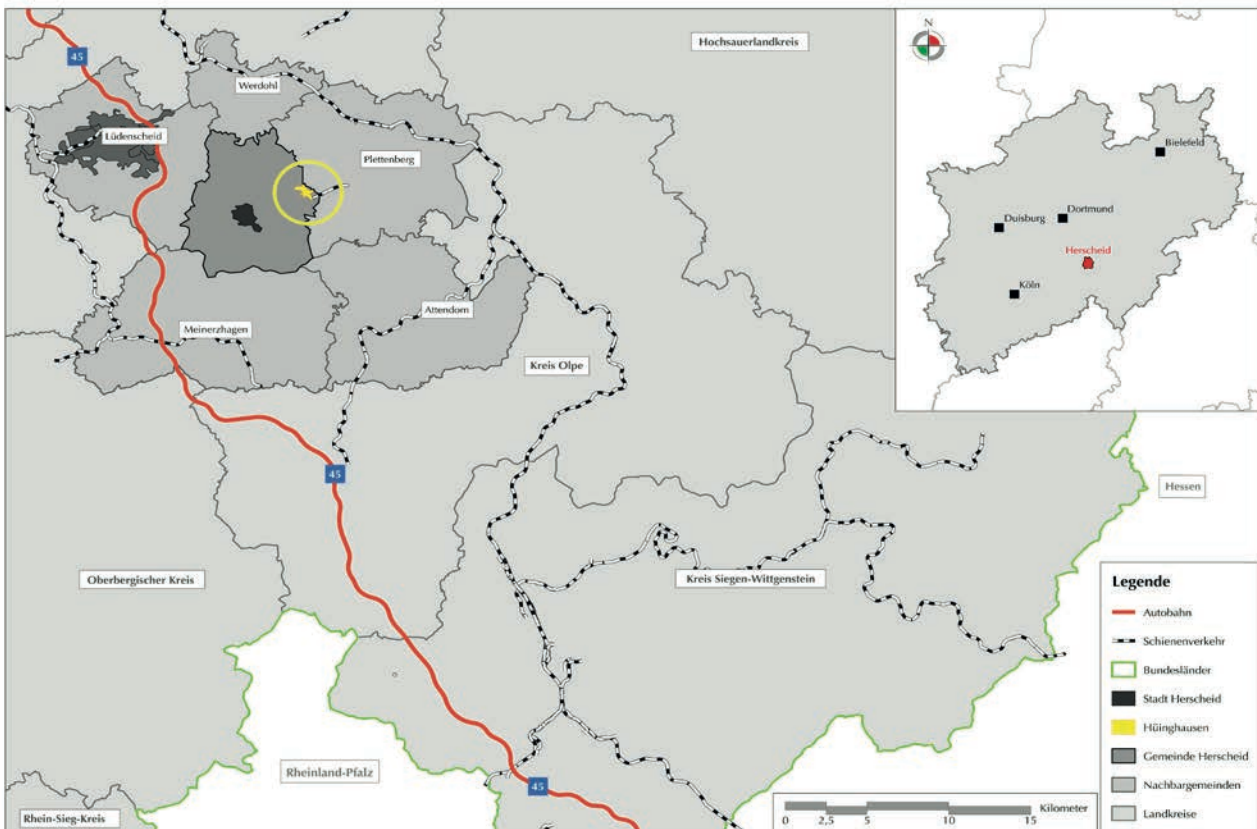 Hochsauerlandkreis
N
45
Werdohl
Lüdenscheid
Bielefeld
Plettenberg
Dortmund
Duisburg
Herscheid
Köln
Attendorn
Meinerzhagen
Kreis Olpe
45
Hessen
Oberbergischer Kreis
Kreis Siegen-Wittgenstein
Legende
Autobahn
Schienenverkehr
Bundesländer
Stadt Herscheid
Hüinghausen
Gemeinde Herscheid
Nachbargemeinden
Landkreise
Rheinland-Pfalz
45
Rhein-Sieg-Kreis
Kilometer
0 2,5 5 10 15